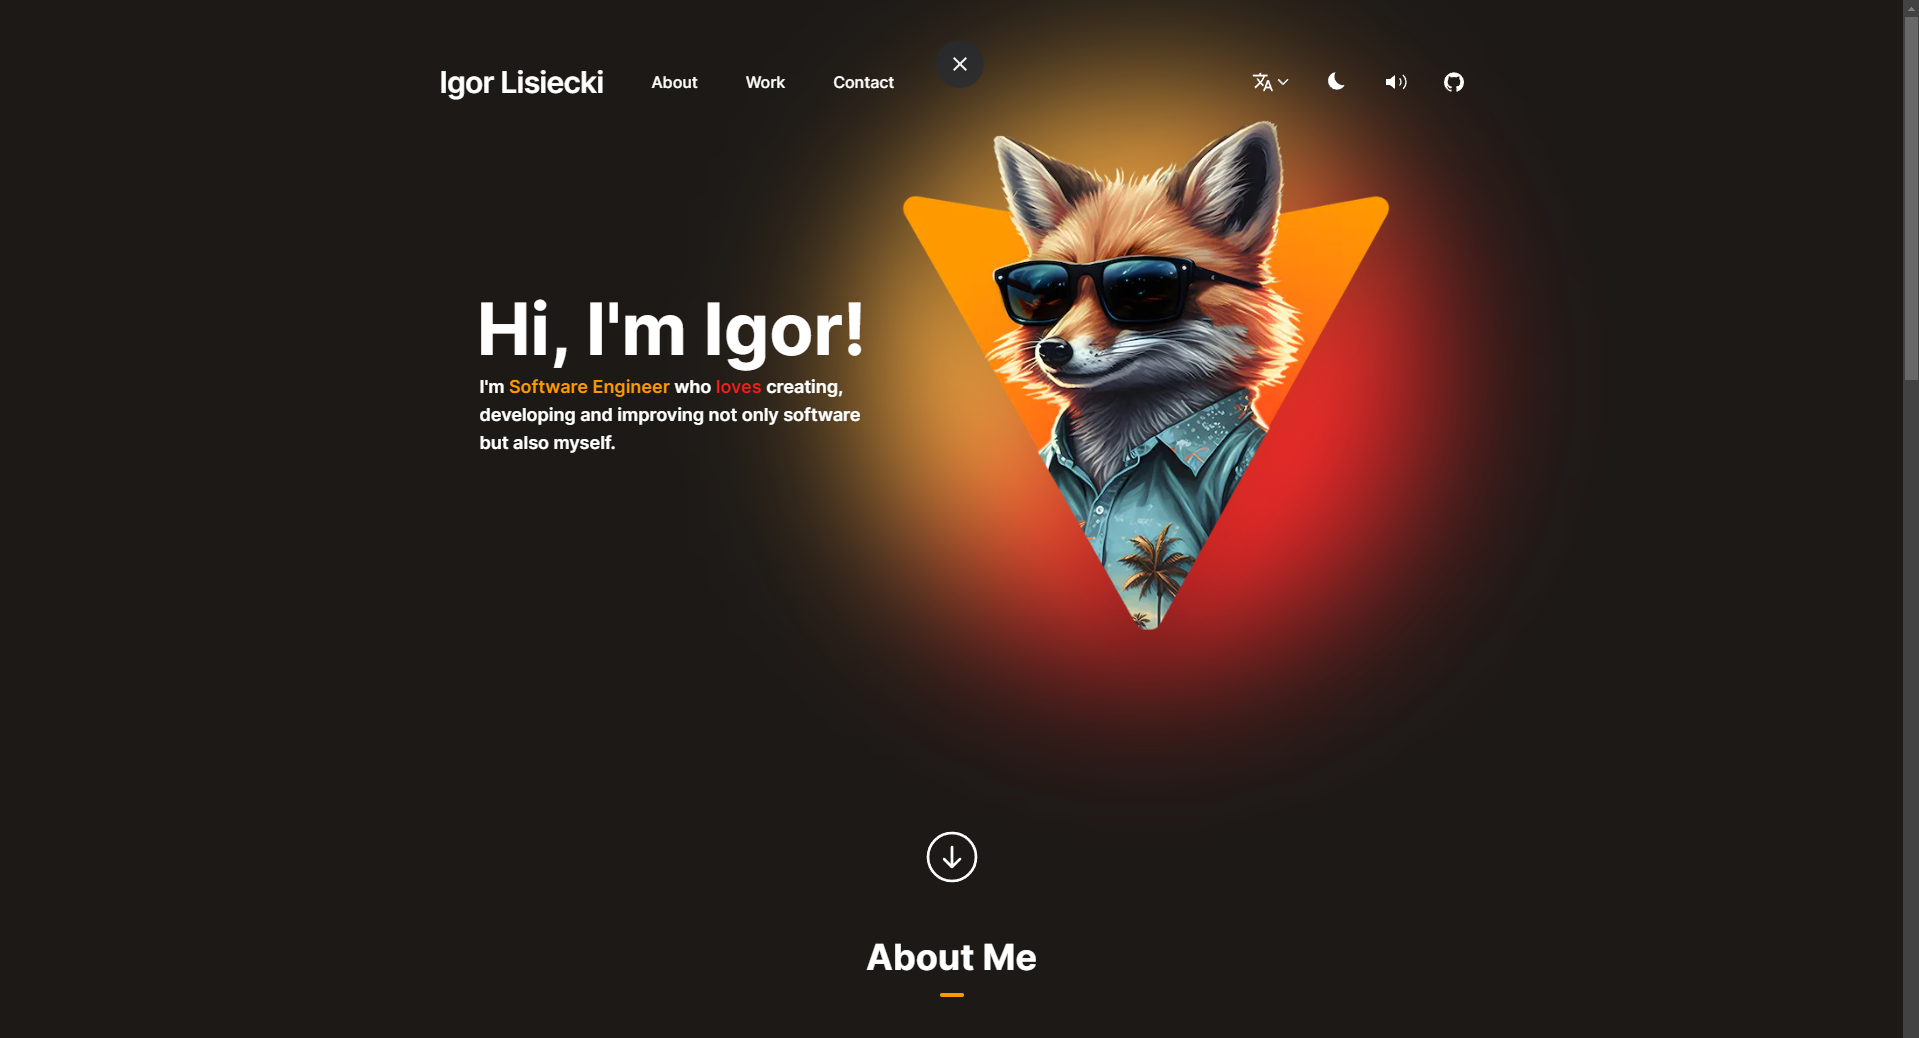 Igor Lisiecki
About
Work
Contact
Hi, I'm Igor!
I'm Software Engineer who loves creating,
developing and improving not only software
but also myself.
About Me